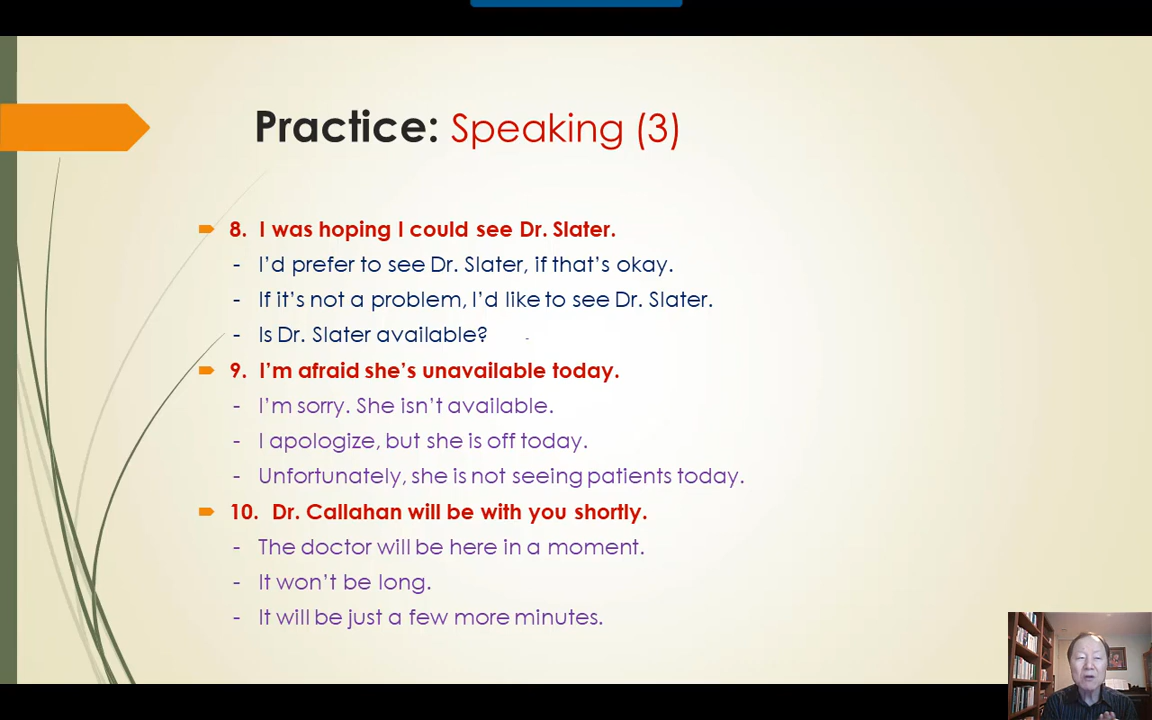 Practice: Speaking (3)
8. I was hoping I could see Dr. Slater.
- I'd prefer to see Dr. Slater, if that's okay.
- If it's not a problem, I'd like to see Dr. Slater.
- Is Dr. Slater available?
9. I'm afraid she's unavailable today.
- I'm sorry. She isn't available.
- I apologize, but she is off today.
- Unfortunately, she is not seeing patients today.
10. Dr. Callahan will be with you shortly.
- The doctor will be here in a moment.
- It won't be long.
- It will be just a few more minutes.